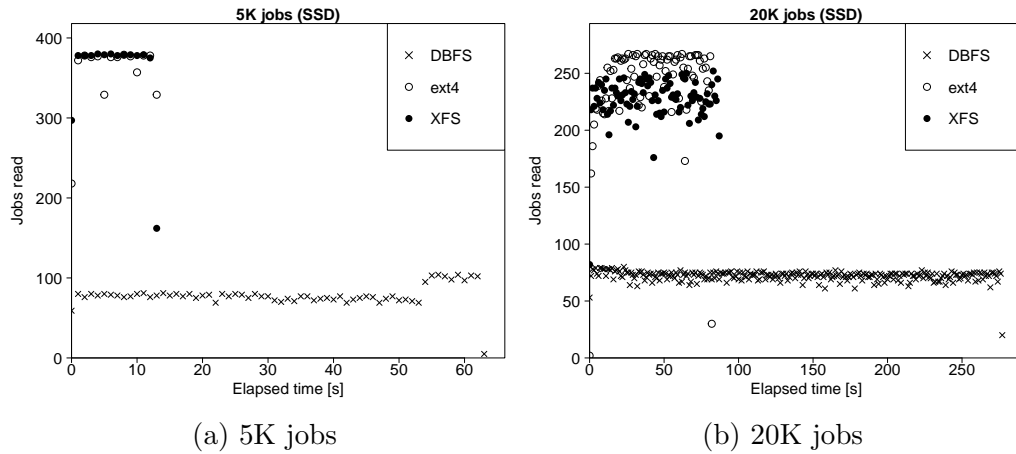 5K jobs (SSD)
400
300
200
100
0
Jobs read
0 10 20 30 40 50 60
Elapsed time [s]
DBFS
ext4
XFS
(a) 5K jobs
20K jobs (SSD)
250
200
150
100
50
0
Jobs read
0 50 100 150 200 250
Elapsed time [s]
DBFS
ext4
XFS
(b) 20K jobs